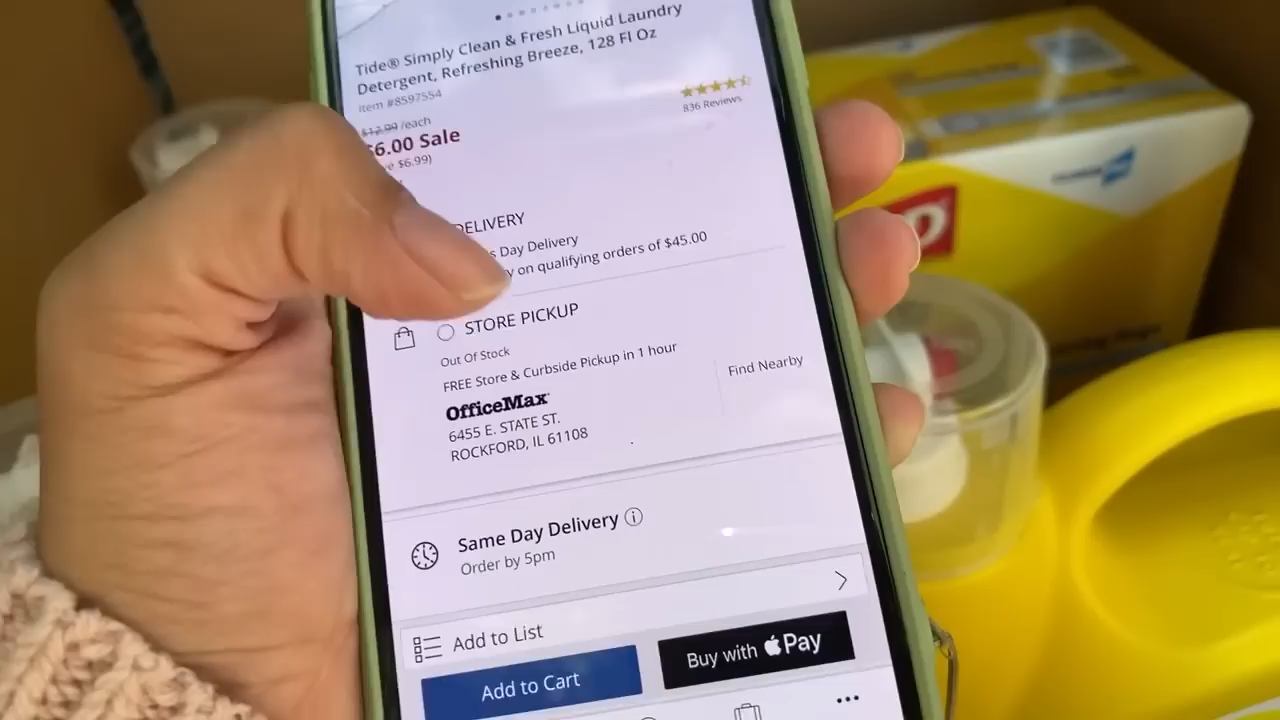 Tide® Simply Clean & Fresh Liquid Laundry
Detergent, Refreshing Breeze, 128 Fl Oz
Item #8597554
836 Reviews
$12.99 /each
6.00 Sale
$6.99)
DELIVERY
s Day Delivery
on qualifying orders of $45.00
STORE PICKUP
Out Of Stock
FREE Store & Curbside Pickup in 1 hour
Find Nearby
OfficeMax
6455 E. STATE ST.
ROCKFORD, IL 61108
Same Day Delivery
Order by 5pm
Add to List
Add to Cart
Buy with Pay